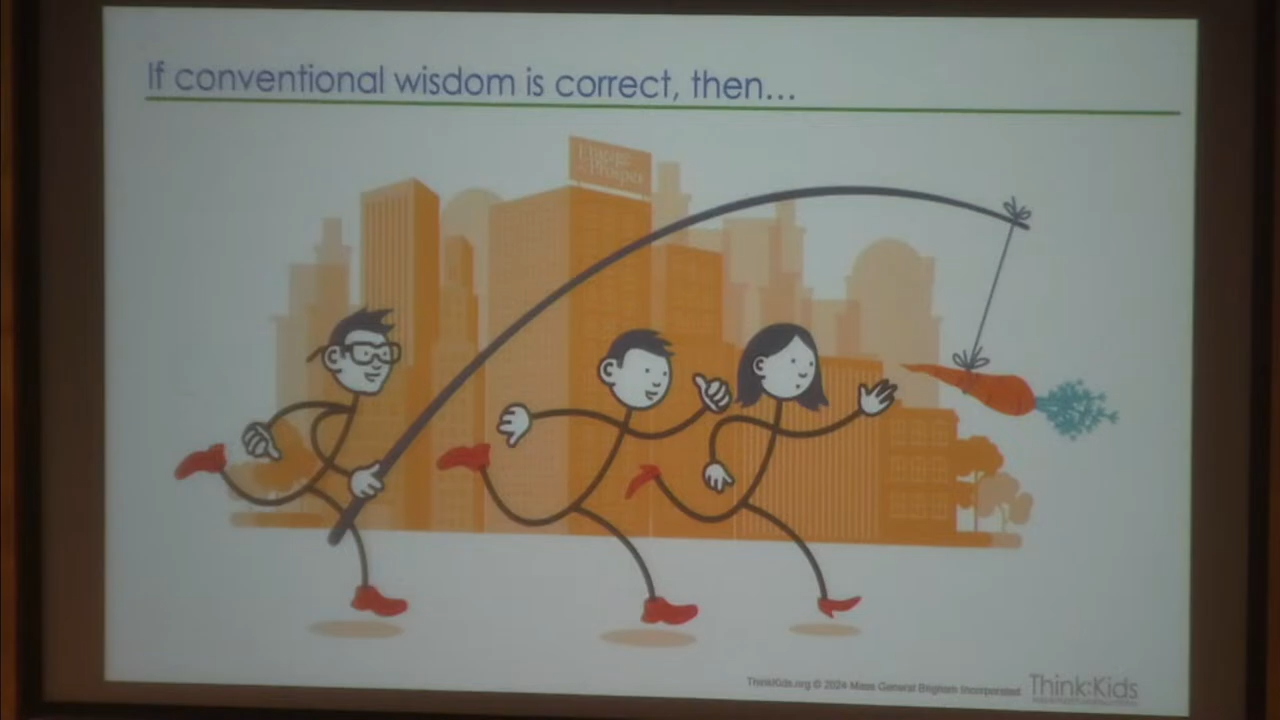 If conventional wisdom is correct, then...
ThinkKids.org © 2024 Mass General Brigham Incorporated
Think:Kids